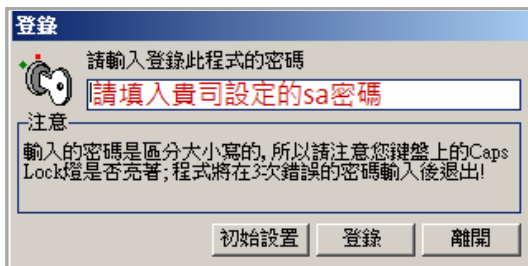 登錄
請輸入登錄此程式的密碼
請填入貴司設定的sa密碼
注意
輸入的密碼是區分大小寫的,所以請注意您鍵盤上的Caps
Lock燈是否亮著;程式將在3次錯誤的密碼輸入後退出!
初始設置 登錄 離開